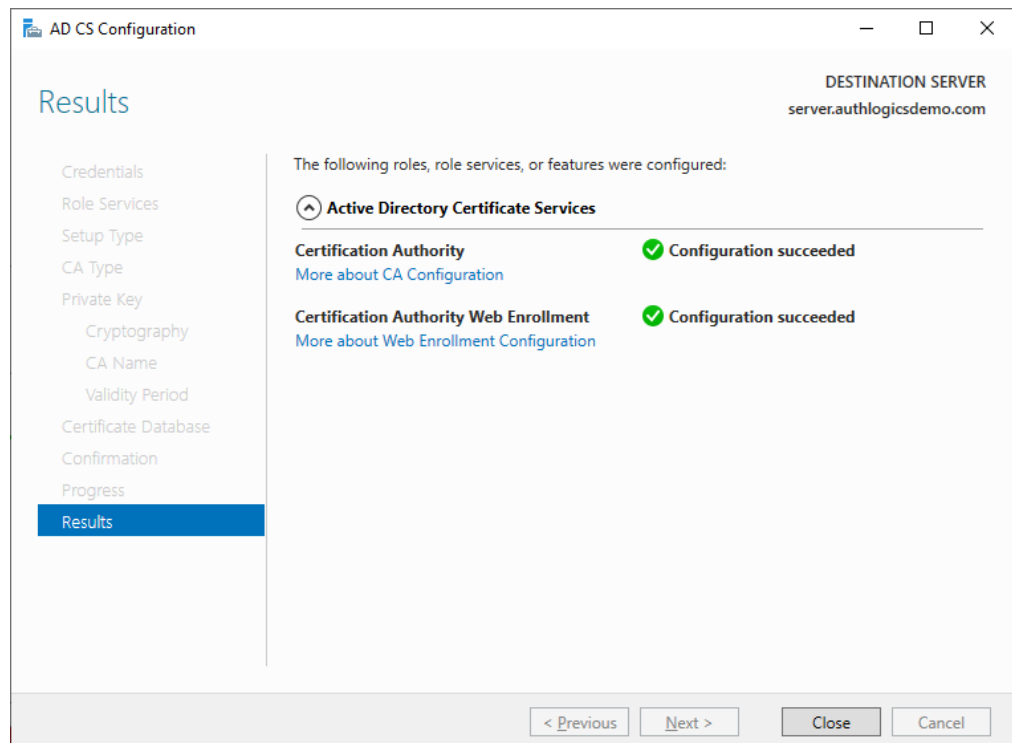 AD CS Configuration
Results
DESTINATION SERVER
server.authlogicsdemo.com
Credentials
Role Services
Setup Type
CA Type
Private Key
Cryptography
CA Name
Validity Period
Certificate Database
Confirmation
Progress
Results
The following roles, role services, or features were configured:
Active Directory Certificate Services
Certification Authority Configuration succeeded
More about CA Configuration
Certification Authority Web Enrollment Configuration succeeded
More about Web Enrollment Configuration
< Previous Next > Close Cancel